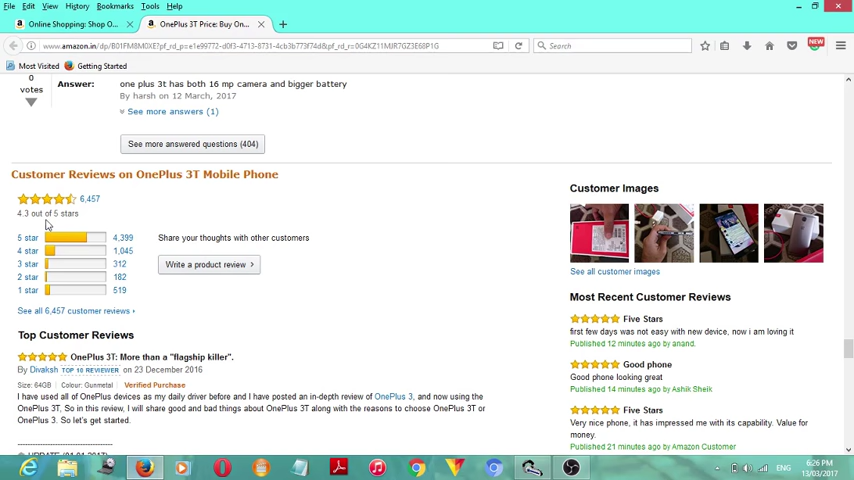 File Edit View History Bookmarks Tools Help
Online Shopping: Shop O...
OnePlus 3T Price: Buy On...
Search
NEW
Most Visited Getting Started
0
votes
Answer: one plus 3t has both 16 mp camera and bigger battery
By harsh on 12 March, 2017
See more answers (1)
See more answered questions (404)
Customer Reviews on OnePlus 3T Mobile Phone
6,457
4.3 out of 5 stars
5 star 4,399
4 star 1,045
3 star 312
2 star 182
1 star 519
Share your thoughts with other customers
Write a product review
See all 6,457 customer reviews
Top Customer Reviews
OnePlus 3T: More than a "flagship killer".
By Divaksh TOP 10 REVIEWER on 23 December 2016
Size: 64GB Colour: Gunmetal Verified Purchase
I have used all of OnePlus devices as my daily driver before and I have posted an in-depth review of OnePlus 3, and now using the
OnePlus 3T, So in this review, I will share good and bad things about OnePlus 3T along with the reasons to choose OnePlus 3T or
OnePlus 3. So let's get started.
Customer Images
See all customer images
Most Recent Customer Reviews
Five Stars
first few days was not easy with new device, now i am loving it
Published 12 minutes ago by anand.
Good phone
Good phone looking great
Published 14 minutes ago by Ashik Sheik
Five Stars
Very nice phone, it has impressed me with its capability. Value for
money.
Published 21 minutes ago by Amazon Customer
ENG
6:26 PM
13/03/2017